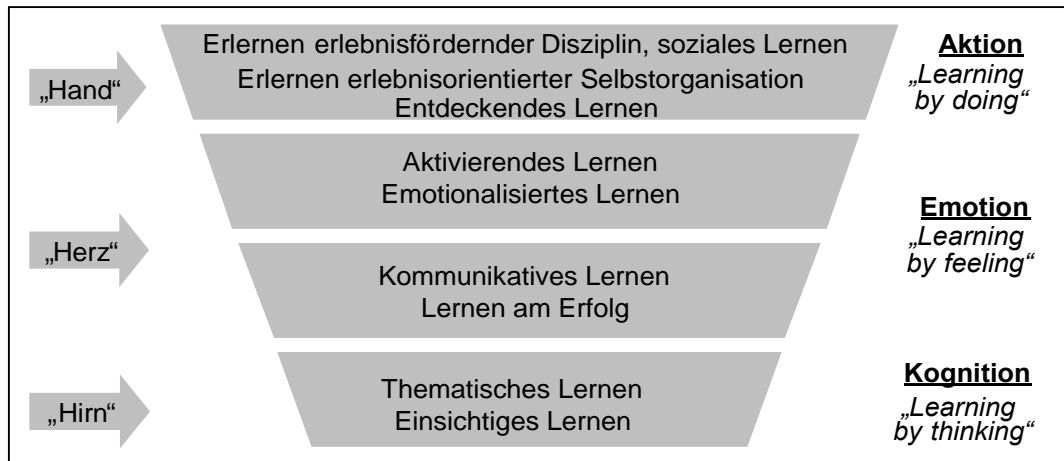 „Hand“
Erlernen erlebnisfördernder Disziplin, soziales Lernen
Erlernen erlebnisorientierter Selbstorganisation
Entdeckendes Lernen
Aktion
„Learning
by doing“
„Herz“
Aktivierendes Lernen
Emotionalisiertes Lernen
Kommunikatives Lernen
Lernen am Erfolg
Emotion
„Learning
by feeling“
„Hirn“
Thematisches Lernen
Einsichtiges Lernen
Kognition
„Learning
by thinking“